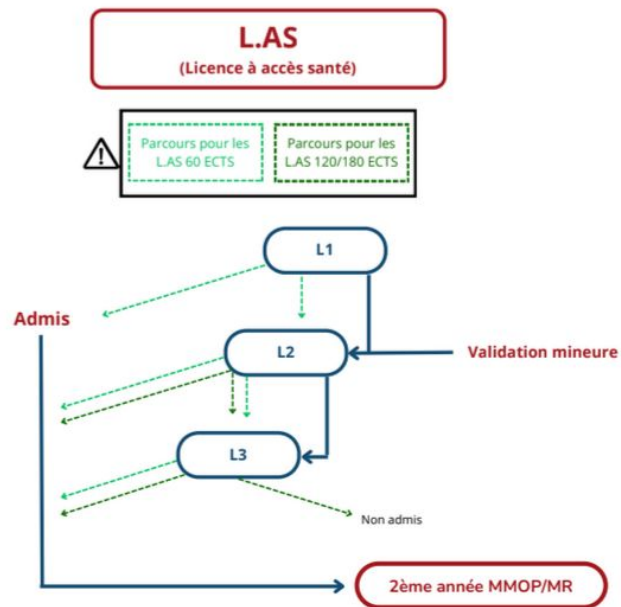 L.AS
(Licence à accès santé)
Parcours pour les
L.AS 60 ECTS
Parcours pour les
L.AS 120/180 ECTS
L1
Admis
L2
Validation mineure
L3
Non admis
2ème année MMOP/MR